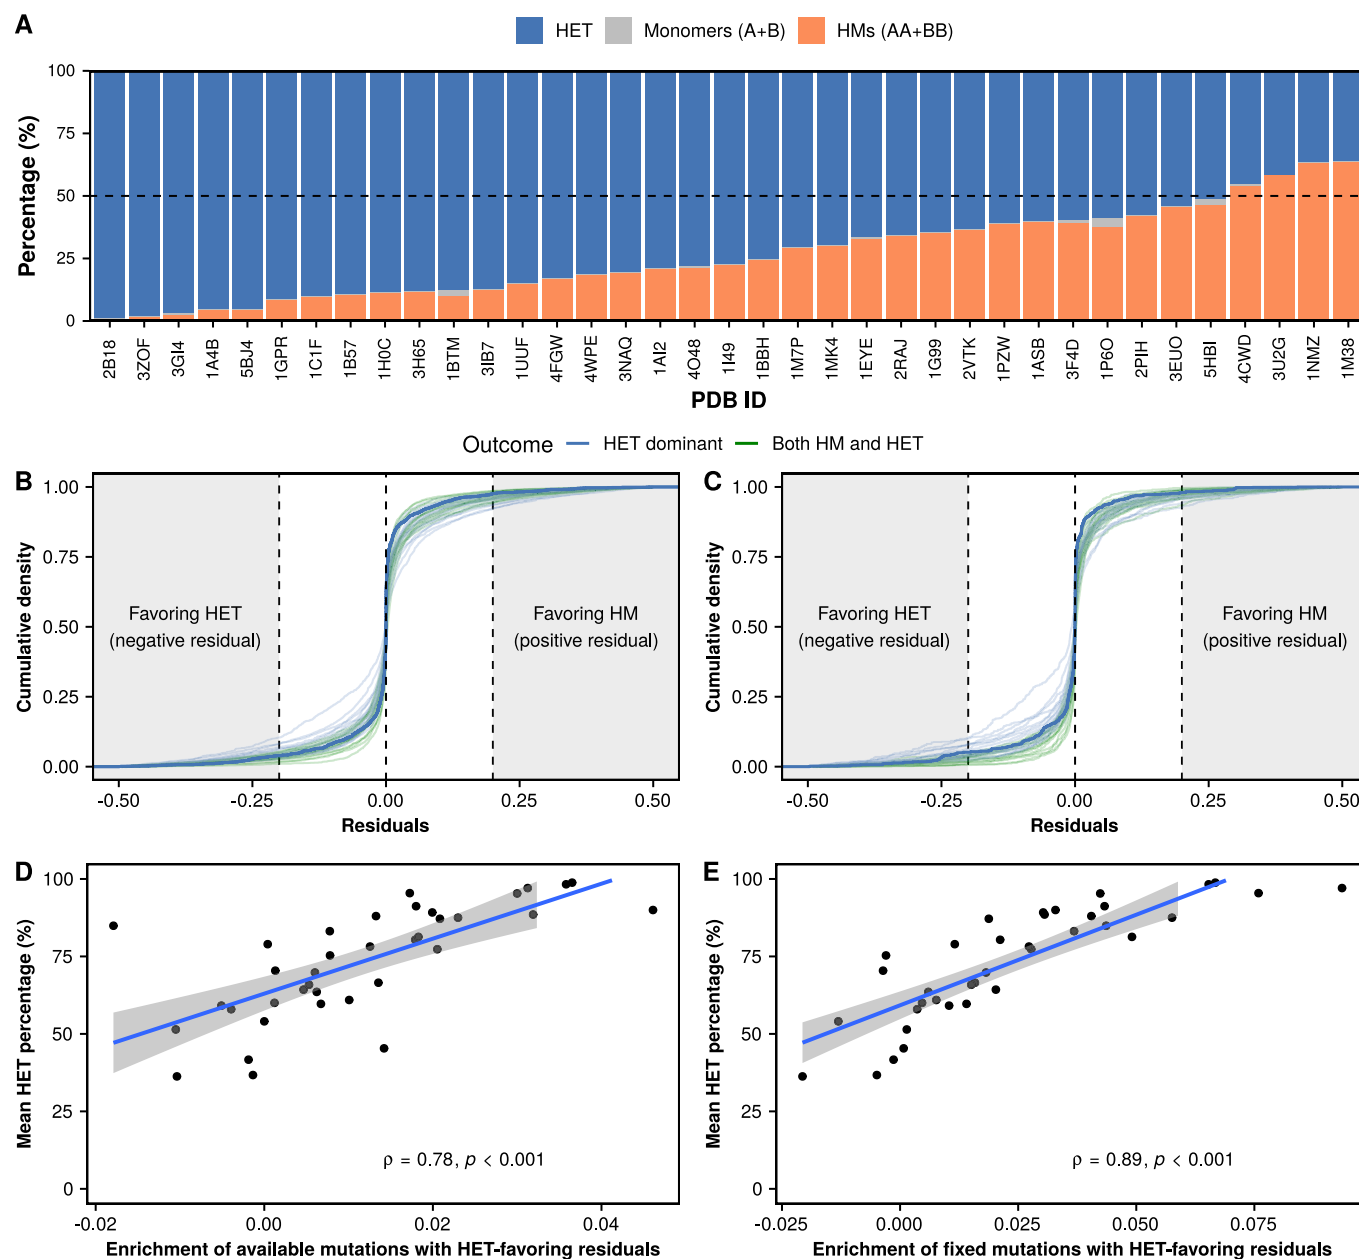 A
HET Monomers (A+B) HMs (AA+BB)
Percentage (%)
100
75
50
25
0
2B18 3ZOF 3GI4 1A4B 5BJ4 1GPR 1C1F 1B57 1H0C 3H65 1BTM 3IB7 1UUF 4FGW 4WPE 3NAQ 1AI2 4O48 1I49 1BBH 1M7P 1MK4 1EYE 2RAJ 1G99 2VTK 1PZW 1ASB 3F4D 1P6O 2PIH 3EUO 5HBI 4CWD 3U2G 1NMZ 1M38
PDB ID
Outcome HET dominant Both HM and HET
B
Cumulative density
1.00
0.75
0.50
0.25
0.00
Favoring HET
(negative residual)
Favoring HM
(positive residual)
-0.50 -0.25 0.00 0.25 0.50
Residuals
C
Cumulative density
1.00
0.75
0.50
0.25
0.00
Favoring HET
(negative residual)
Favoring HM
(positive residual)
-0.50 -0.25 0.00 0.25 0.50
Residuals
D
Mean HET percentage (%)
100
75
50
25
0
ρ = 0.78, p < 0.001
-0.02 0.00 0.02 0.04
Enrichment of available mutations with HET-favoring residuals
E
Mean HET percentage (%)
100
75
50
25
0
ρ = 0.89, p < 0.001
-0.025 0.000 0.025 0.050 0.075
Enrichment of fixed mutations with HET-favoring residuals